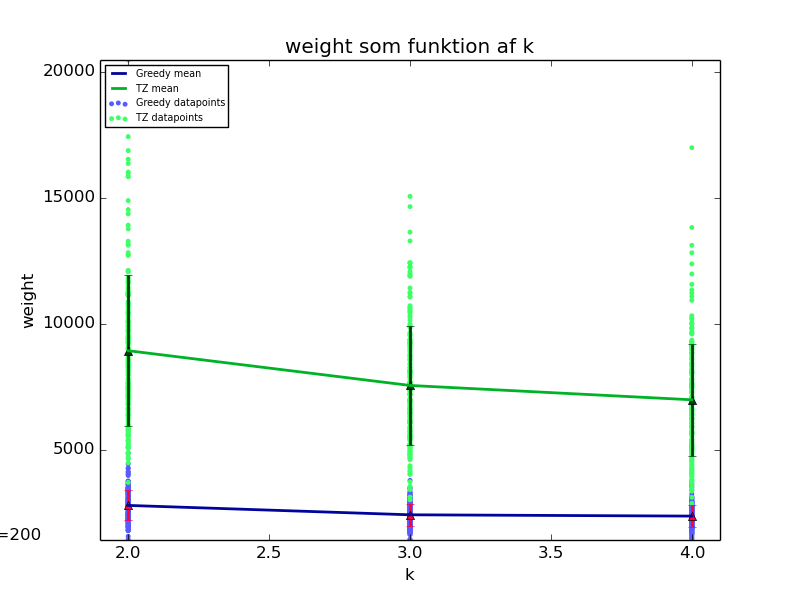 weight som funktion af k
20000
15000
10000
5000
weight
Greedy mean
TZ mean
Greedy datapoints
TZ datapoints
=200
2.0 2.5 3.0 3.5 4.0
k